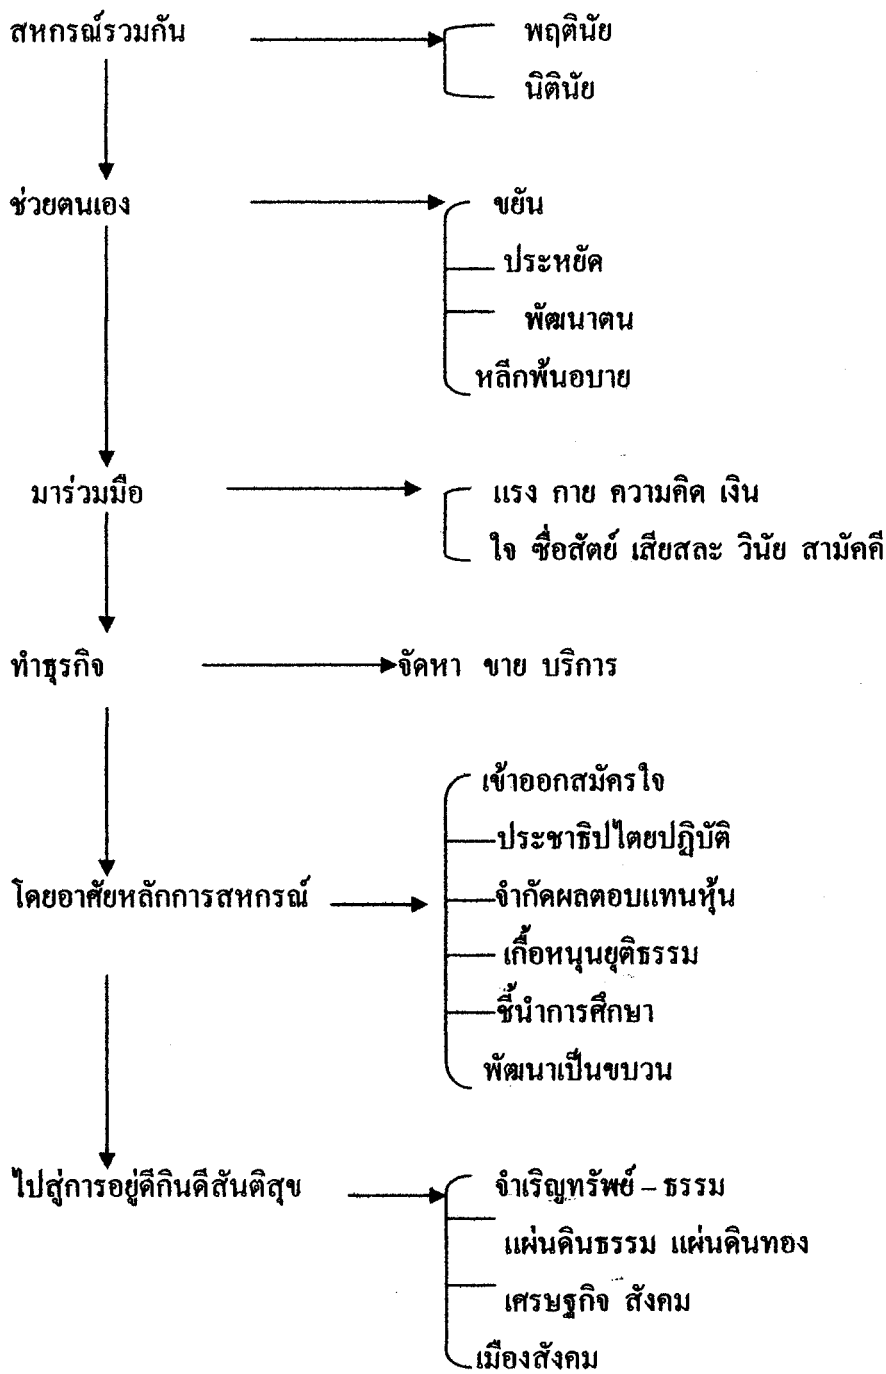 สหกรณ์รวมกัน
พฤตินัย
นิตินัย
ช่วยตนเอง
ขยัน
ประหยัด
พัฒนาตน
หลีกพ้นอบาย
มาร่วมมือ
แรง กาย ความคิด เงิน
ใจ ซื่อสัตย์ เสียสละ วินัย สามัคคี
ทำธุรกิจ
จัดหา ขาย บริการ
โดยอาศัยหลักการสหกรณ์
เข้าออกสมัครใจ
ประชาธิปไตยปฏิบัติ
จำกัดผลตอบแทนหุ้น
เกื้อหนุนยุติธรรม
ชี้นำการศึกษา
พัฒนาเป็นขบวน
ไปสู่การอยู่ดีกินดีสันติสุข
จำเริญทรัพย์ – ธรรม
แผ่นดินธรรม แผ่นดินทอง
เศรษฐกิจ สังคม
เมืองสังคม